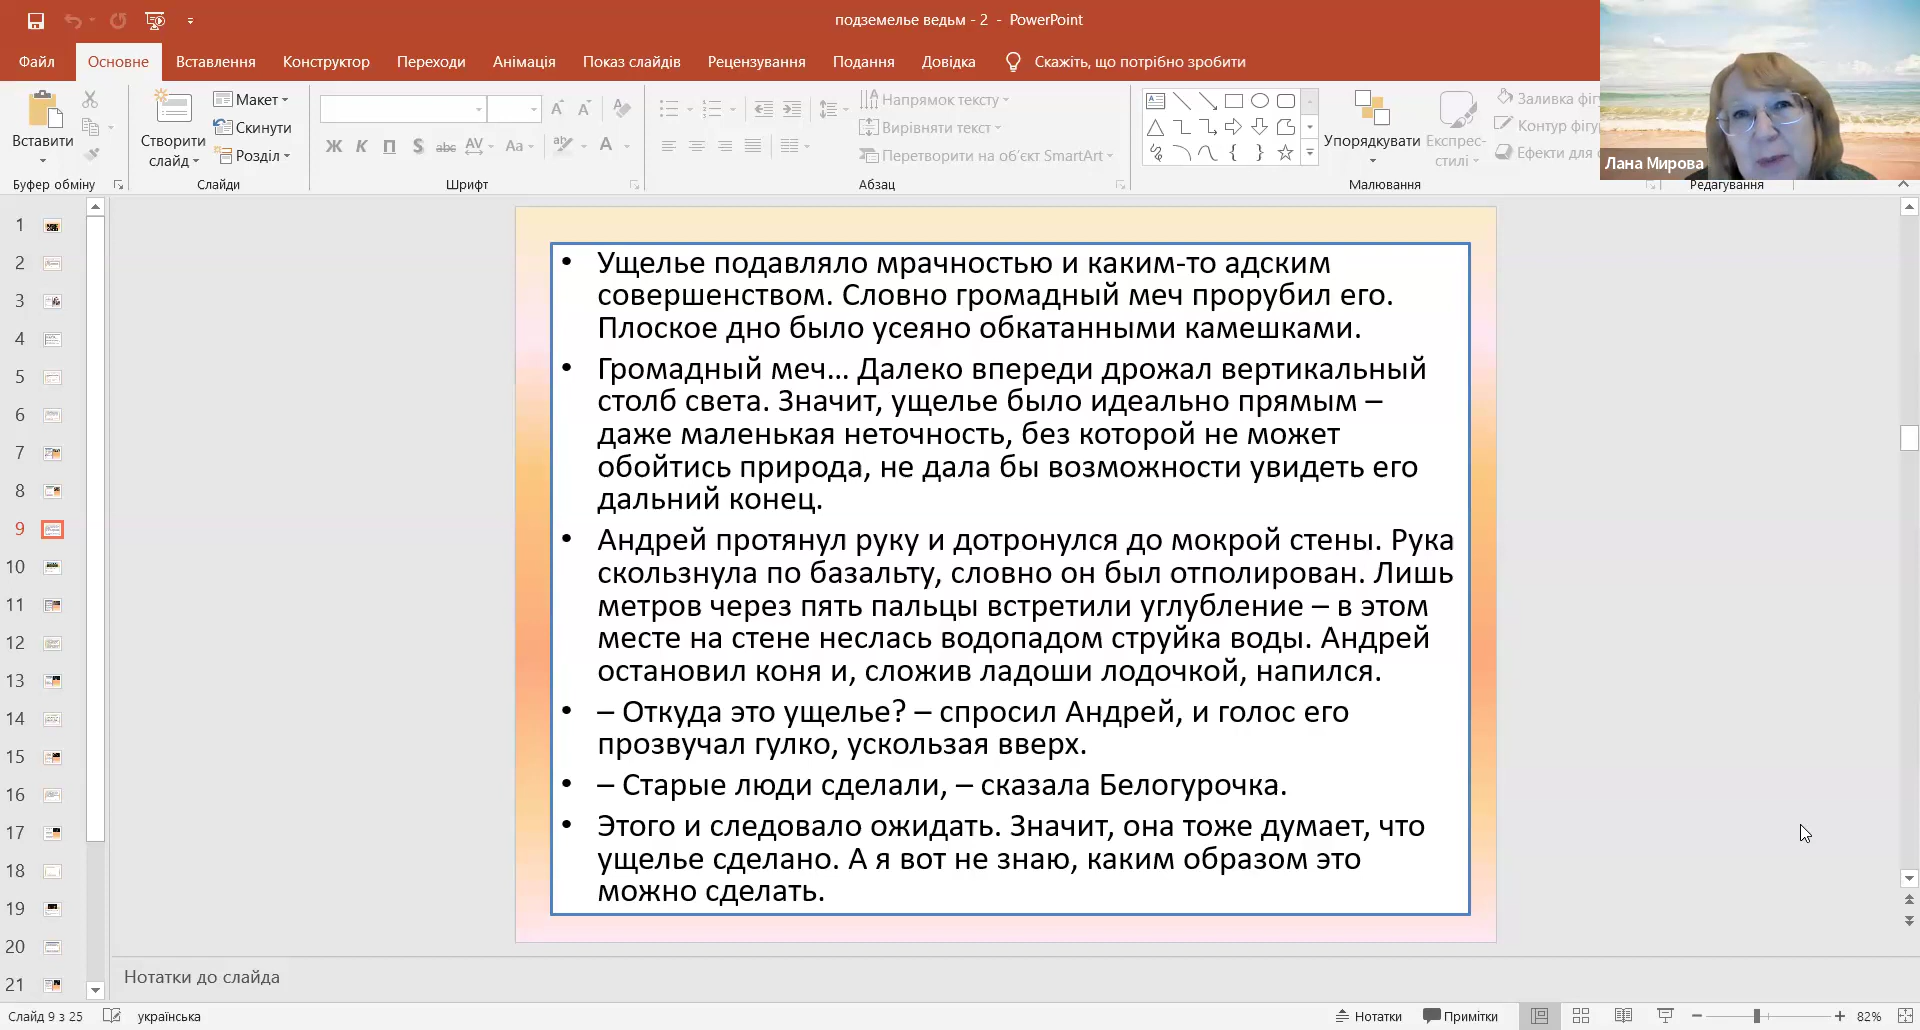 подземелье ведьм - 2 - PowerPoint
Файл Основне Вставлення Конструктор Переходи Анімація Показ слайдів Рецензування Подання Довідка Скажіть, що потрібно зробити
Вставити
Створити слайд
Макет
Скинути
Розділ
Ж К П S abc AV Aa A
Напрямок тексту
Вирівняти текст
Перетворити на об'єкт SmartArt
Упорядкувати
Експрес-стилі
Заливка
Контур
Ефекти для
Буфер обміну Слайди Шрифт Абзац Малювання Редагування
Лана Мирова
1
2
3
4
5
6
7
8
9
10
11
12
13
14
15
16
17
18
19
20
21
• Ущелье подавляло мрачностью и каким-то адским
совершенством. Словно громадный меч прорубил его.
Плоское дно было усеяно обкатанными камешками.
• Громадный меч... Далеко впереди дрожал вертикальный
столб света. Значит, ущелье было идеально прямым –
даже маленькая неточность, без которой не может
обойтись природа, не дала бы возможности увидеть его
дальний конец.
• Андрей протянул руку и дотронулся до мокрой стены. Рука
скользнула по базальту, словно он был отполирован. Лишь
метров через пять пальцы встретили углубление – в этом
месте на стене неслась водопадом струйка воды. Андрей
остановил коня и, сложив ладоши лодочкой, напился.
• – Откуда это ущелье? – спросил Андрей, и голос его
прозвучал гулко, ускользая вверх.
• – Старые люди сделали, – сказала Белогурочка.
• Этого и следовало ожидать. Значит, она тоже думает, что
ущелье сделано. А я вот не знаю, каким образом это
можно сделать.
Нотатки до слайда
Слайд 9 з 25 українська Нотатки Примітки 82%